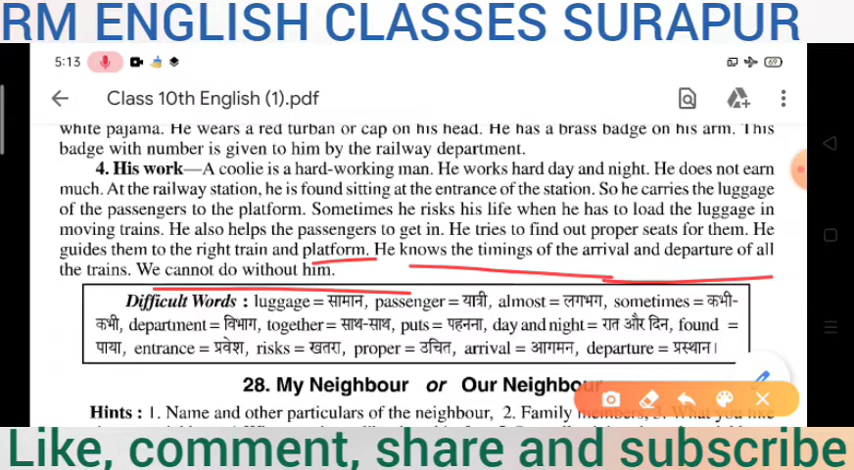 RM ENGLISH CLASSES SURAPUR
5:13
69
Class 10th English (1).pdf
white pajama. He wears a red turban or cap on his head. He has a brass badge on his arm. This
badge with number is given to him by the railway department.
4. His work—A coolie is a hard-working man. He works hard day and night. He does not earn
much. At the railway station, he is found sitting at the entrance of the station. So he carries the luggage
of the passengers to the platform. Sometimes he risks his life when he has to load the luggage in
moving trains. He also helps the passengers to get in. He tries to find out proper seats for them. He
guides them to the right train and platform. He knows the timings of the arrival and departure of all
the trains. We cannot do without him.
Difficult Words : luggage = सामान, passenger = यात्री, almost = लगभग, sometimes = कभी-
कभी, department = विभाग, together = साथ-साथ, puts = पहनना, day and night = रात और दिन, found =
पाया, entrance = प्रवेश, risks = खतरा, proper = उचित, arrival = आगमन, departure = प्रस्थान।
28. My Neighbour or Our Neighbour
Hints : 1. Name and other particulars of the neighbour, 2. Family members, 3. What you like
Like, comment, share and subscribe